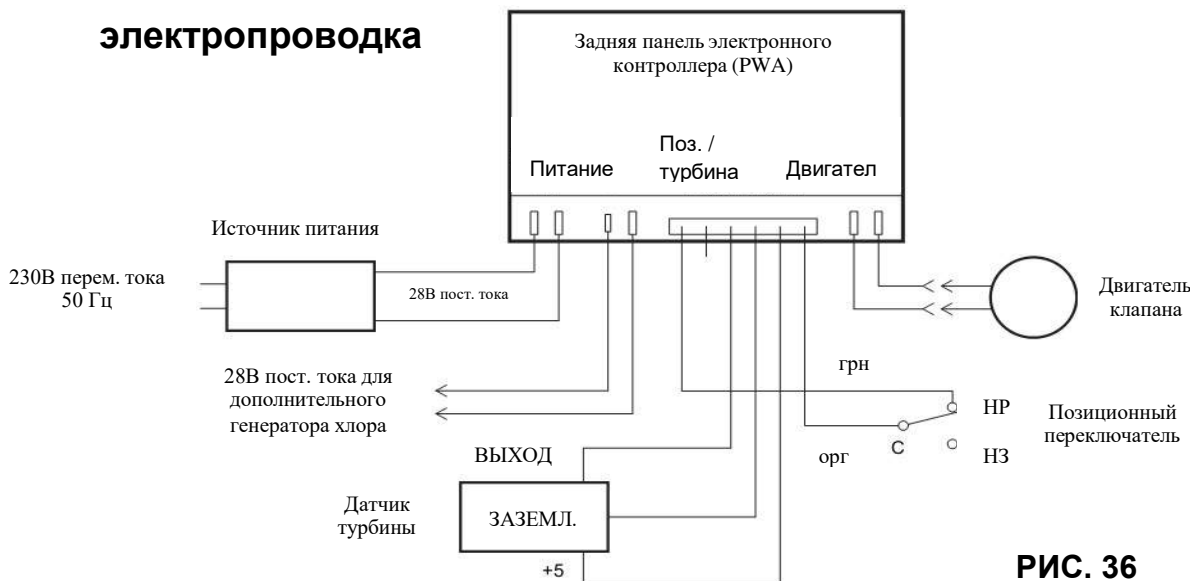 электропроводка
Задняя панель электронного
контроллера (PWA)
Питание
Поз. /
турбина
Двигател
Источник питания
230В перем. тока
50 Гц
28В пост. тока
Двигатель
клапана
28В пост. тока для
дополнительного
генератора хлора
грн
НР
Позиционный
переключатель
C
НЗ
орг
ВЫХОД
Датчик
турбины
ЗАЗЕМЛ.
+5
РИС. 36